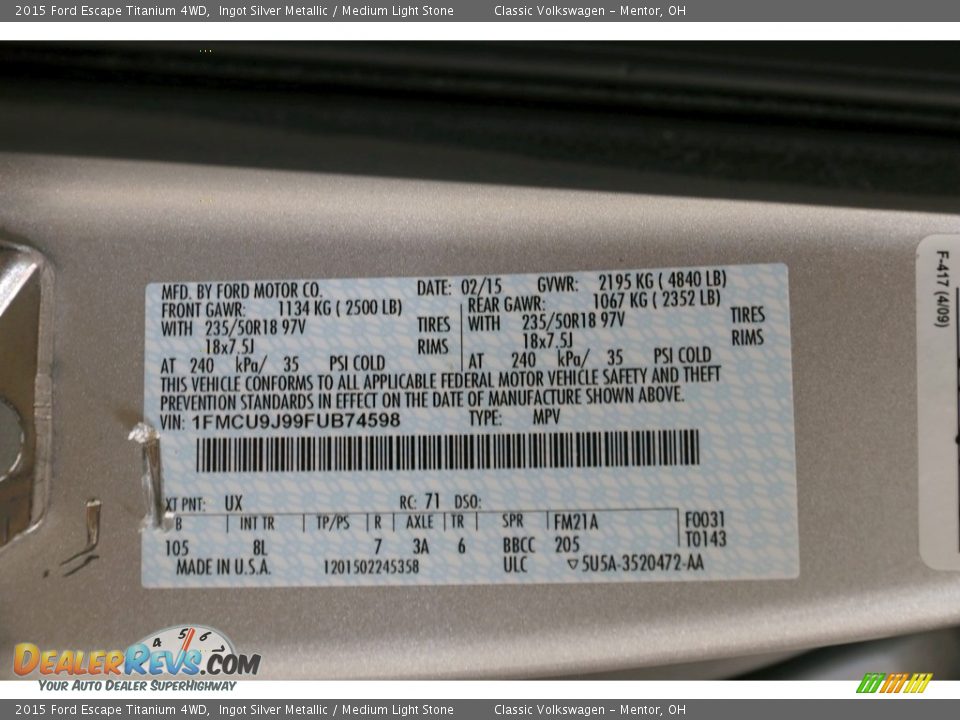 2015 Ford Escape Titanium 4WD,  Ingot Silver Metallic / Medium Light Stone    Classic Volkswagen – Mentor, OH
MFD. BY FORD MOTOR CO.    DATE: 02/15    GVWR: 2195 KG ( 4840 LB)
FRONT GAWR: 1134 KG ( 2500 LB)    REAR GAWR: 1067 KG ( 2352 LB)
WITH 235/50R18 97V TIRES    WITH 235/50R18 97V TIRES
18x7.5J RIMS    18x7.5J RIMS
AT 240 kPa/ 35 PSI COLD    AT 240 kPa/ 35 PSI COLD
THIS VEHICLE CONFORMS TO ALL APPLICABLE FEDERAL MOTOR VEHICLE SAFETY AND THEFT
PREVENTION STANDARDS IN EFFECT ON THE DATE OF MANUFACTURE SHOWN ABOVE.
VIN: 1FMCU9J99FUB74598    TYPE: MPV
XT PNT: UX    RC: 71 DSO:
B | INT TR | TP/PS | R | AXLE | TR | SPR | FM21A    F0031
105 8L 7 3A 6 BBCC 205    T0143
MADE IN U.S.A.    1201502245358    ULC    ▽5U5A-3520472-AA
F-417 (4/09)
4 5 6
DEALERREVS.COM
YOUR AUTO DEALER SUPERHIGHWAY
2015 Ford Escape Titanium 4WD,  Ingot Silver Metallic / Medium Light Stone    Classic Volkswagen – Mentor, OH